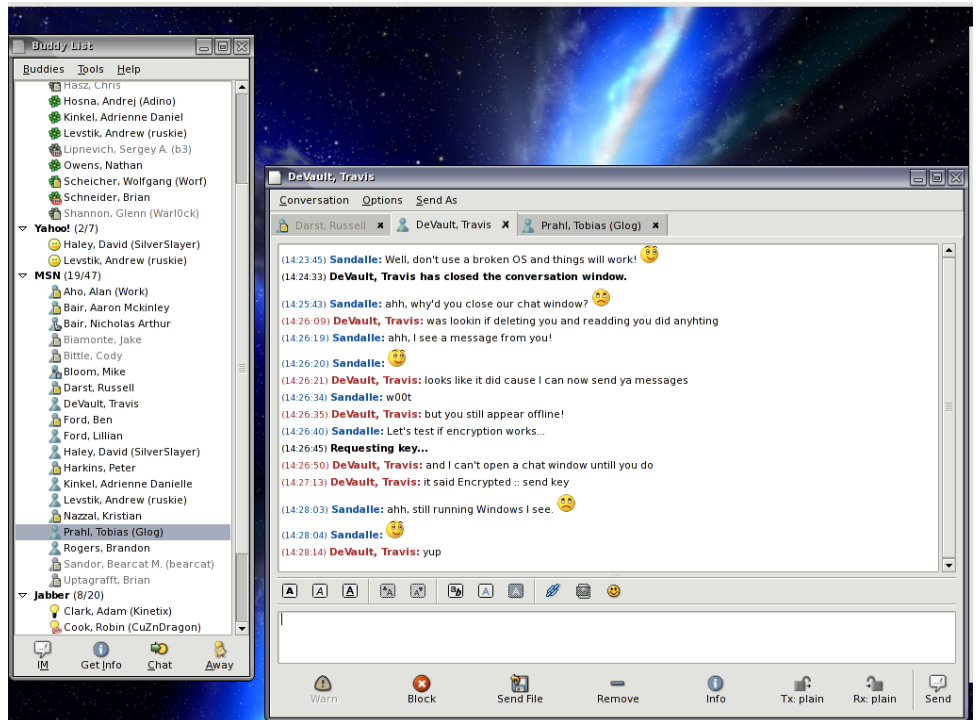 Buddy List
Buddies Tools Help
Hasz, Chris
Hosna, Andrej (Adino)
Kinkel, Adrienne Daniel
Levstik, Andrew (ruskie)
Lipnevich, Sergey A. (b3)
Owens, Nathan
Scheicher, Wolfgang (Worf)
Schneider, Brian
Shannon, Glenn (Warl0ck)
Yahoo! (2/7)
Haley, David (SilverSlayer)
Levstik, Andrew (ruskie)
MSN (19/47)
Aho, Alan (Work)
Bair, Aaron Mckinley
Bair, Nicholas Arthur
Biamonte, Jake
Bittle, Cody
Bloom, Mike
Darst, Russell
DeVault, Travis
Ford, Ben
Ford, Lillian
Haley, David (SilverSlayer)
Harkins, Peter
Kinkel, Adrienne Danielle
Levstik, Andrew (ruskie)
Nazzal, Kristian
Prahl, Tobias (Glog)
Rogers, Brandon
Sandor, Bearcat M. (bearcat)
Uptagrafft, Brian
Jabber (8/20)
Clark, Adam (Kinetix)
Cook, Robin (CuZnDragon)
IM Get Info Chat Away
DeVault, Travis
Conversation Options Send As
Darst, Russell DeVault, Travis Prahl, Tobias (Glog)
(14:23:45) Sandalle: Well, don't use a broken OS and things will work!
(14:24:33) DeVault, Travis has closed the conversation window.
(14:25:43) Sandalle: ahh, why'd you close our chat window?
(14:26:09) DeVault, Travis: was lookin if deleting you and readding you did anyhting
(14:26:19) Sandalle: ahh, I see a message from you!
(14:26:20) Sandalle:
(14:26:21) DeVault, Travis: looks like it did cause I can now send ya messages
(14:26:34) Sandalle: w00t
(14:26:35) DeVault, Travis: but you still appear offline!
(14:26:40) Sandalle: Let's test if encryption works...
(14:26:45) Requesting key...
(14:26:50) DeVault, Travis: and I can't open a chat window untill you do
(14:27:13) DeVault, Travis: it said Encrypted :: send key
(14:28:03) Sandalle: ahh, still running Windows I see.
(14:28:04) Sandalle:
(14:28:14) DeVault, Travis: yup
Warn Block Send File Remove Info Tx: plain Rx: plain Send